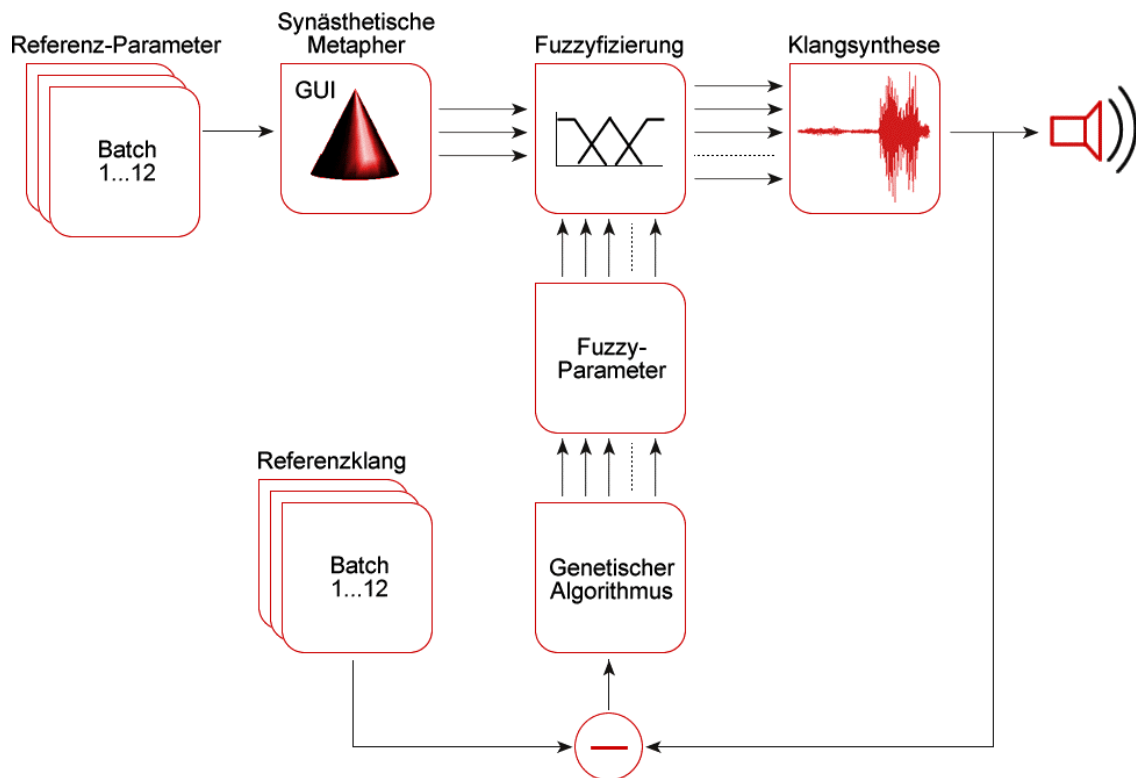 Referenz-Parameter
Synästhetische
Metapher
Fuzzyfizierung
Klangsynthese
GUI
Batch
1...12
Fuzzy-
Parameter
Referenzklang
Batch
1...12
Genetischer
Algorithmus